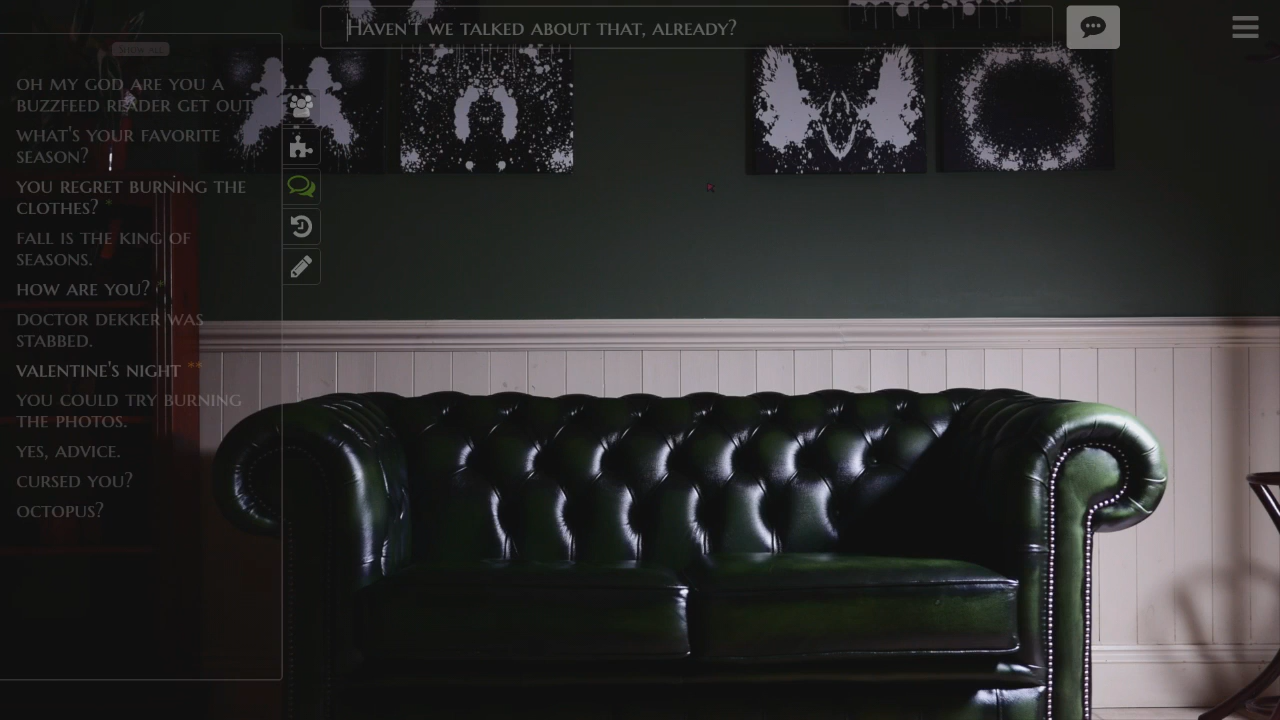 Haven't we talked about that, already?
SHOW ALL
OH MY GOD ARE YOU A
BUZZFEED READER GET OUT
WHAT'S YOUR FAVORITE
SEASON?
YOU REGRET BURNING THE
CLOTHES? *
FALL IS THE KING OF
SEASONS.
HOW ARE YOU? *
DOCTOR DEKKER WAS
STABBED.
VALENTINE'S NIGHT **
YOU COULD TRY BURNING
THE PHOTOS.
YES, ADVICE.
CURSED YOU?
OCTOPUS?